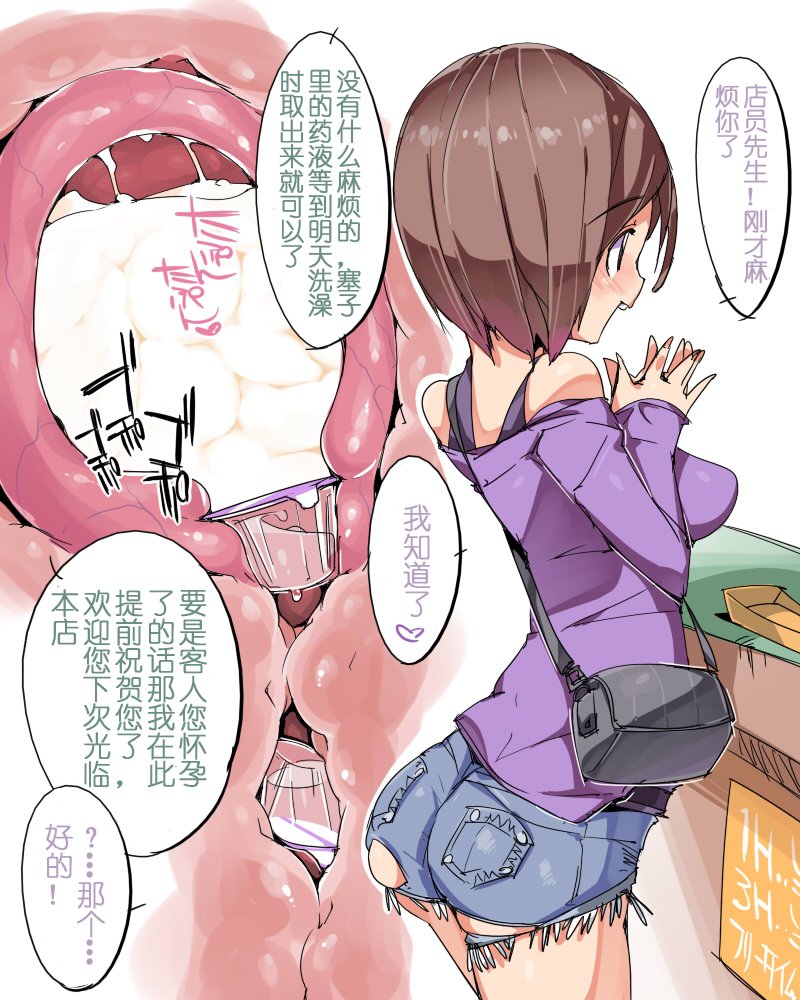 店员先生！刚才麻
烦你了
没有什么麻烦的，塞子
里的药液等到明天洗澡
时取出来就可以了
我知道了♡
要是客人您怀孕
了的话那我在此
提前祝贺您了，
欢迎您下次光临
本店
？…那个…
好的！
1H
3H